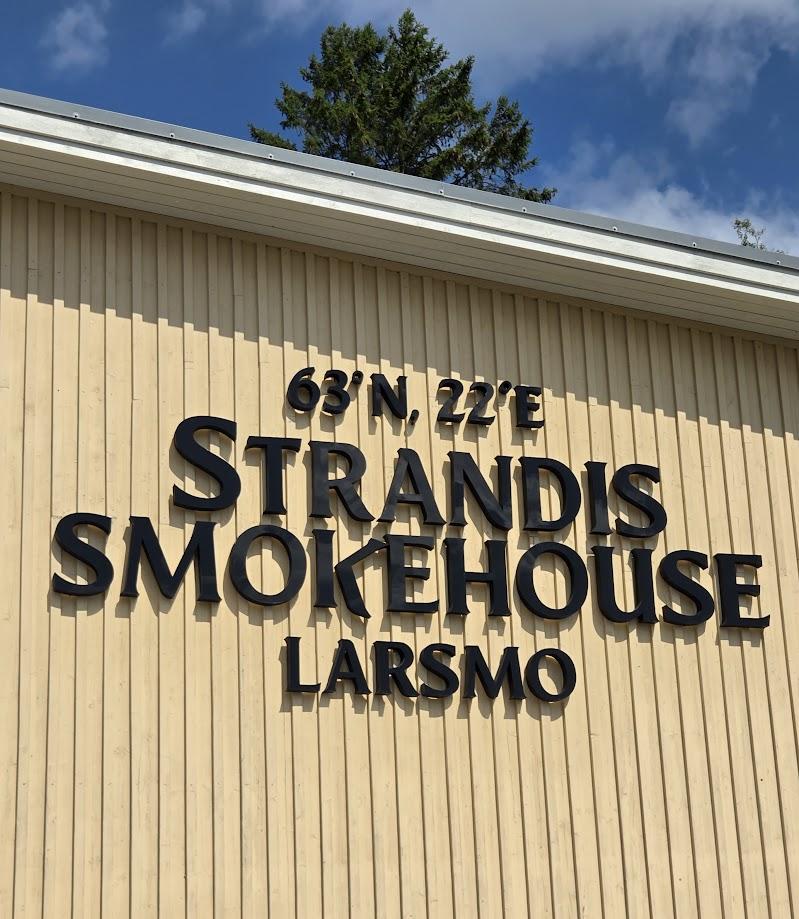 63°N, 22°E
STRANDIS
SMOKEHOUSE
LARSMO